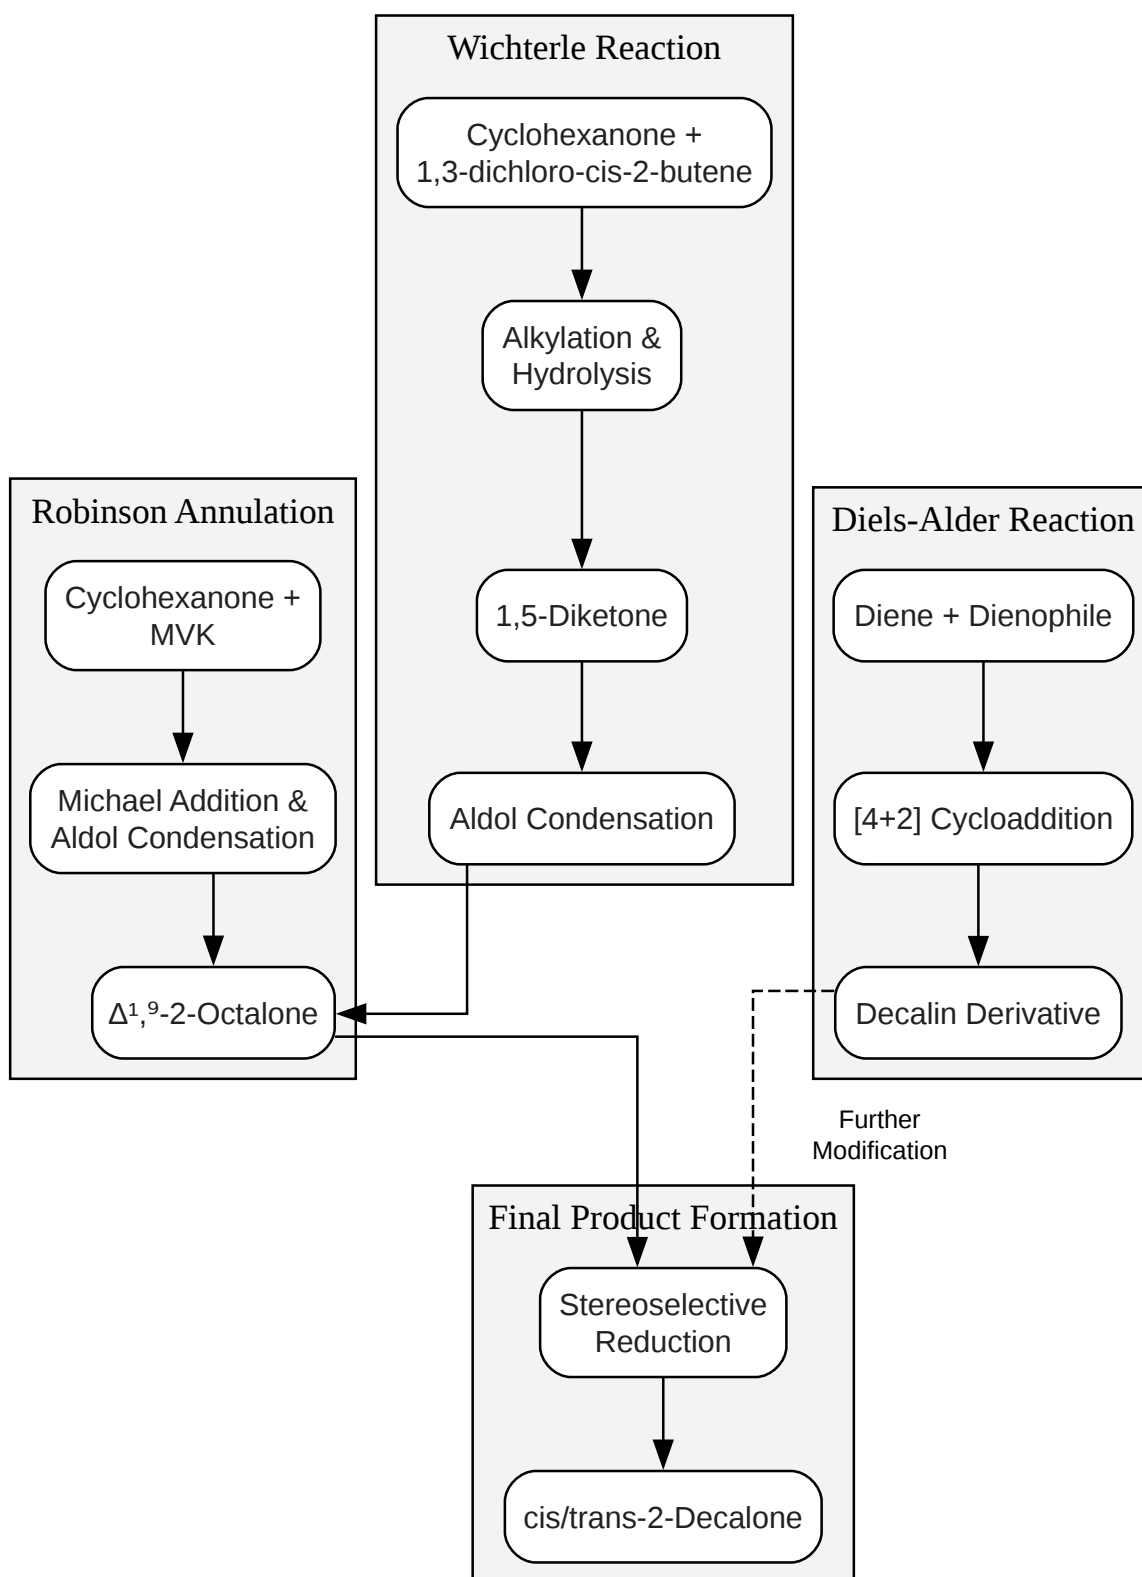 Wichterle Reaction
Cyclohexanone +
1,3-dichloro-cis-2-butene
Alkylation &
Hydrolysis
1,5-Diketone
Aldol Condensation
Robinson Annulation
Cyclohexanone +
MVK
Michael Addition &
Aldol Condensation
Δ¹,⁹-2-Octalone
Diels-Alder Reaction
Diene + Dienophile
[4+2] Cycloaddition
Decalin Derivative
Further
Modification
Final Product Formation
Stereoselective
Reduction
cis/trans-2-Decalone